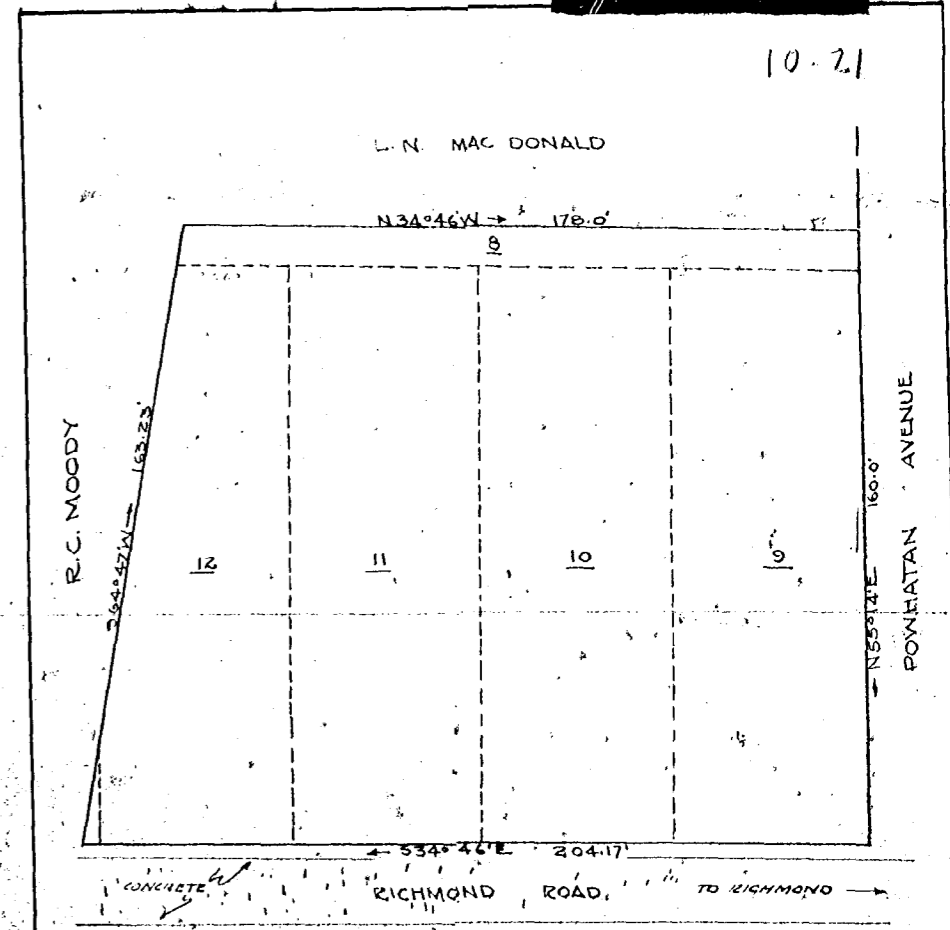 10.21
L. N. MAC DONALD
N34°46'W → 178.0'
8
R.C. MOODY
S64°47'W → 163.23'
12
11
10
9
← N55°14'E 160.0'
POWHATAN AVENUE
← S34°46'E 204.17'
CONCRETE
RICHMOND ROAD.
TO RICHMOND →